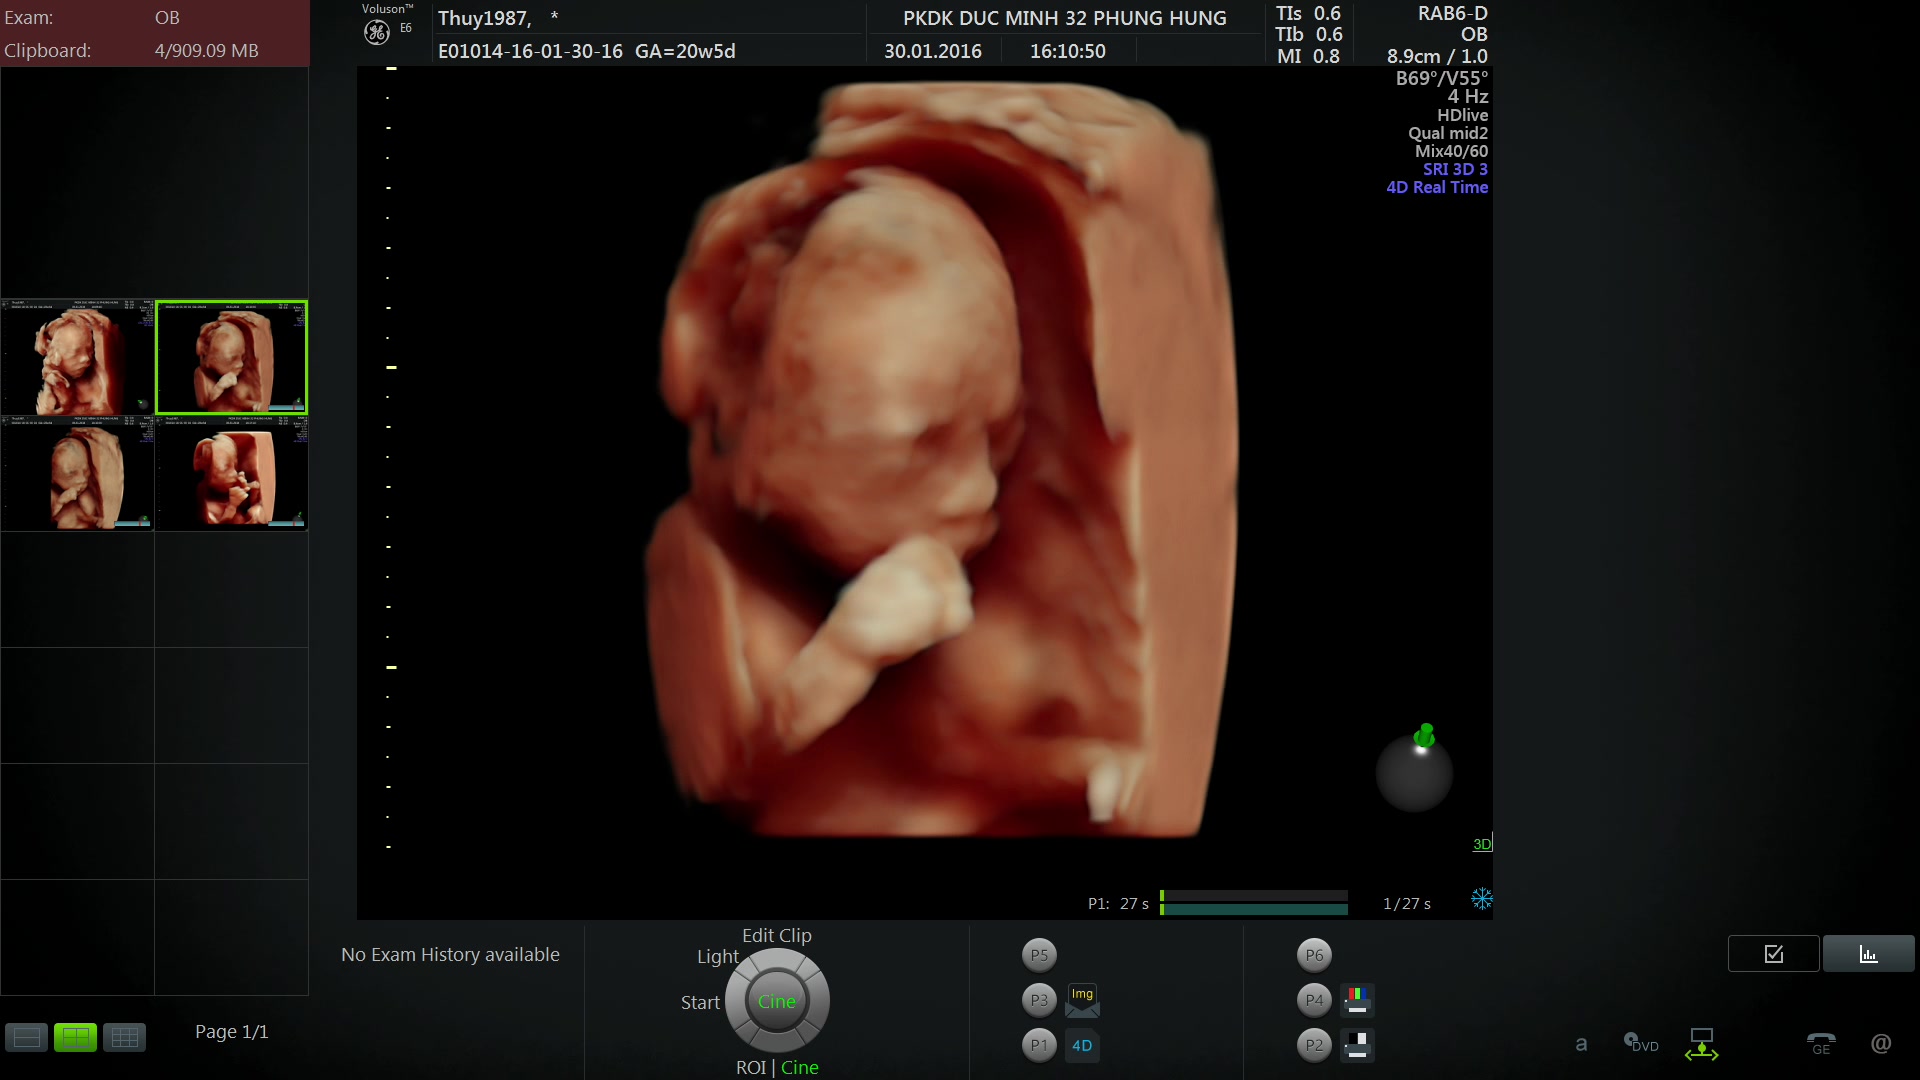 Exam: OB
Clipboard: 4/909.09 MB
Voluson™
E6
Thuy1987, *
E01014-16-01-30-16 GA=20w5d
PKDK DUC MINH 32 PHUNG HUNG
30.01.2016 16:10:50
TIs 0.6
TIb 0.6
MI 0.8
RAB6-D
OB
8.9cm / 1.0
B69°/V55°
4 Hz
HDlive
Qual mid2
Mix40/60
SRI 3D 3
4D Real Time
3D
P1: 27 s
1/27 s
No Exam History available
Edit Clip
Light
Start
Cine
ROI | Cine
P5
P3 Img
P1 4D
P6
P4
P2
Page 1/1
a
DVD
GE
@